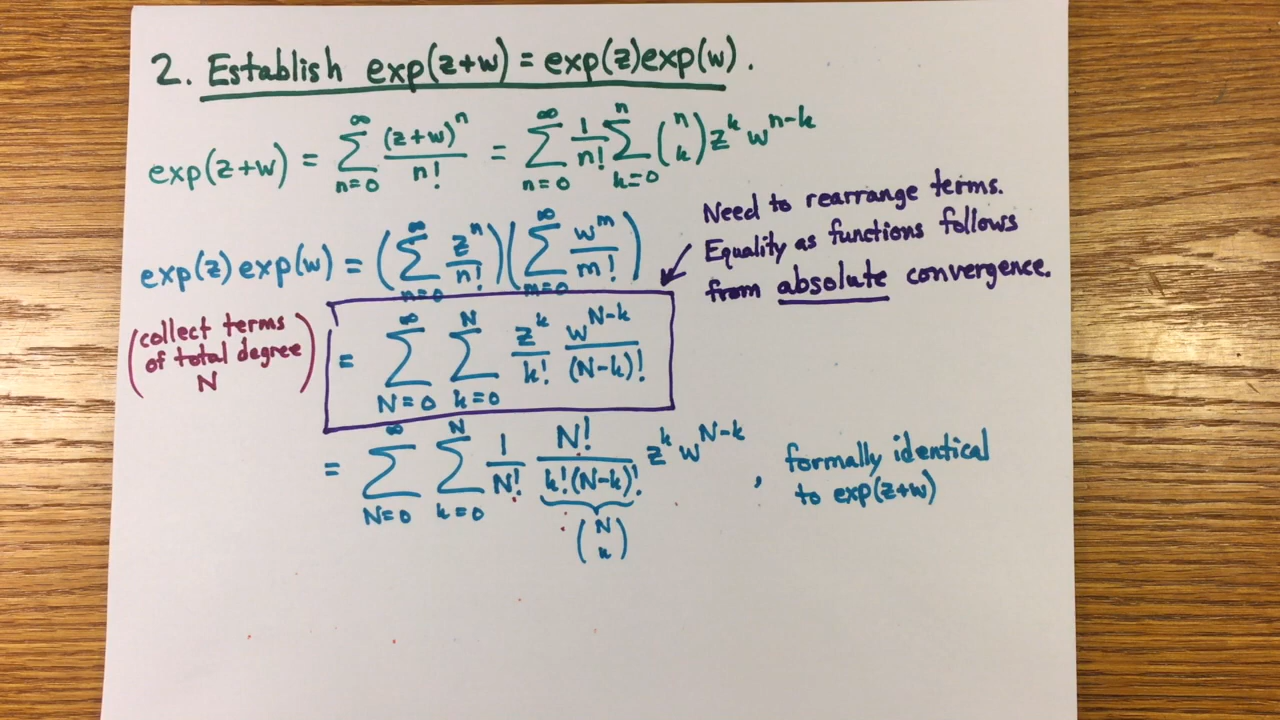 2. Establish exp(z+w) = exp(z)exp(w).
exp(z+w) = ∑_{n=0}^{∞} (z+w)^n / n! = ∑_{n=0}^{∞} 1/n! ∑_{k=0}^{n} (n k) z^k w^{n-k}
Need to rearrange terms.
Equality as functions follows
from absolute convergence.
exp(z) exp(w) = (∑_{n=0}^{∞} z^n / n!)(∑_{m=0}^{∞} w^m / m!)
(collect terms
of total degree
N)
= ∑_{N=0}^{∞} ∑_{k=0}^{N} z^k / k! w^{N-k} / (N-k)!
= ∑_{N=0}^{∞} ∑_{k=0}^{N} 1/N! N! / k!(N-k)! z^k w^{N-k} ,
(N k)
formally identical
to exp(z+w)